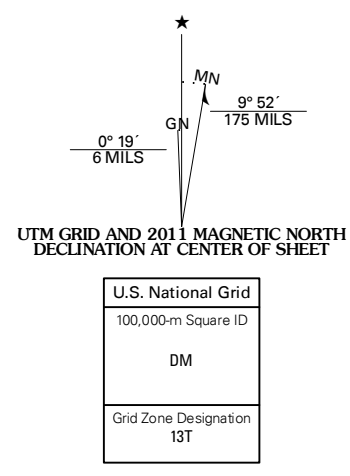 ★
MN
GN
9° 52´
175 MILS
0° 19´
6 MILS
UTM GRID AND 2011 MAGNETIC NORTH
DECLINATION AT CENTER OF SHEET
U.S. National Grid
100,000-m Square ID
DM
Grid Zone Designation
13T